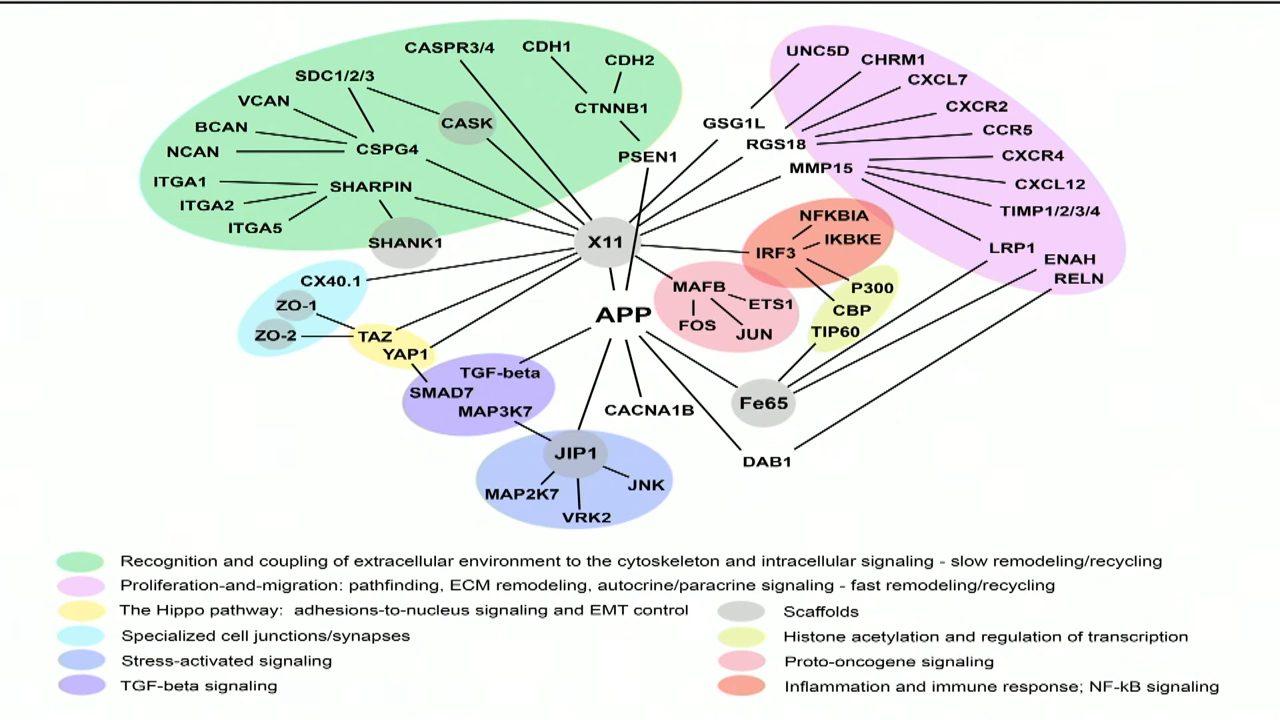 CASPR3/4
CDH1
CDH2
UNC5D
CHRM1
SDC1/2/3
CXCL7
VCAN
CTNNB1
CXCR2
BCAN
CASK
GSG1L
CCR5
NCAN
CSPG4
RGS18
PSEN1
CXCR4
MMP15
ITGA1
SHARPIN
CXCL12
ITGA2
TIMP1/2/3/4
NFKBIA
ITGA5
SHANK1
X11
IKBKE
IRF3
LRP1
ENAH
CX40.1
RELN
MAFB
P300
ZO-1
ETS1
CBP
APP
FOS
JUN
TIP60
ZO-2
TAZ
YAP1
TGF-beta
SMAD7
Fe65
MAP3K7
CACNA1B
JIP1
DAB1
MAP2K7
JNK
VRK2
Recognition and coupling of extracellular environment to the cytoskeleton and intracellular signaling - slow remodeling/recycling
Proliferation-and-migration: pathfinding, ECM remodeling, autocrine/paracrine signaling - fast remodeling/recycling
The Hippo pathway: adhesions-to-nucleus signaling and EMT control
Scaffolds
Specialized cell junctions/synapses
Histone acetylation and regulation of transcription
Stress-activated signaling
Proto-oncogene signaling
TGF-beta signaling
Inflammation and immune response; NF-kB signaling